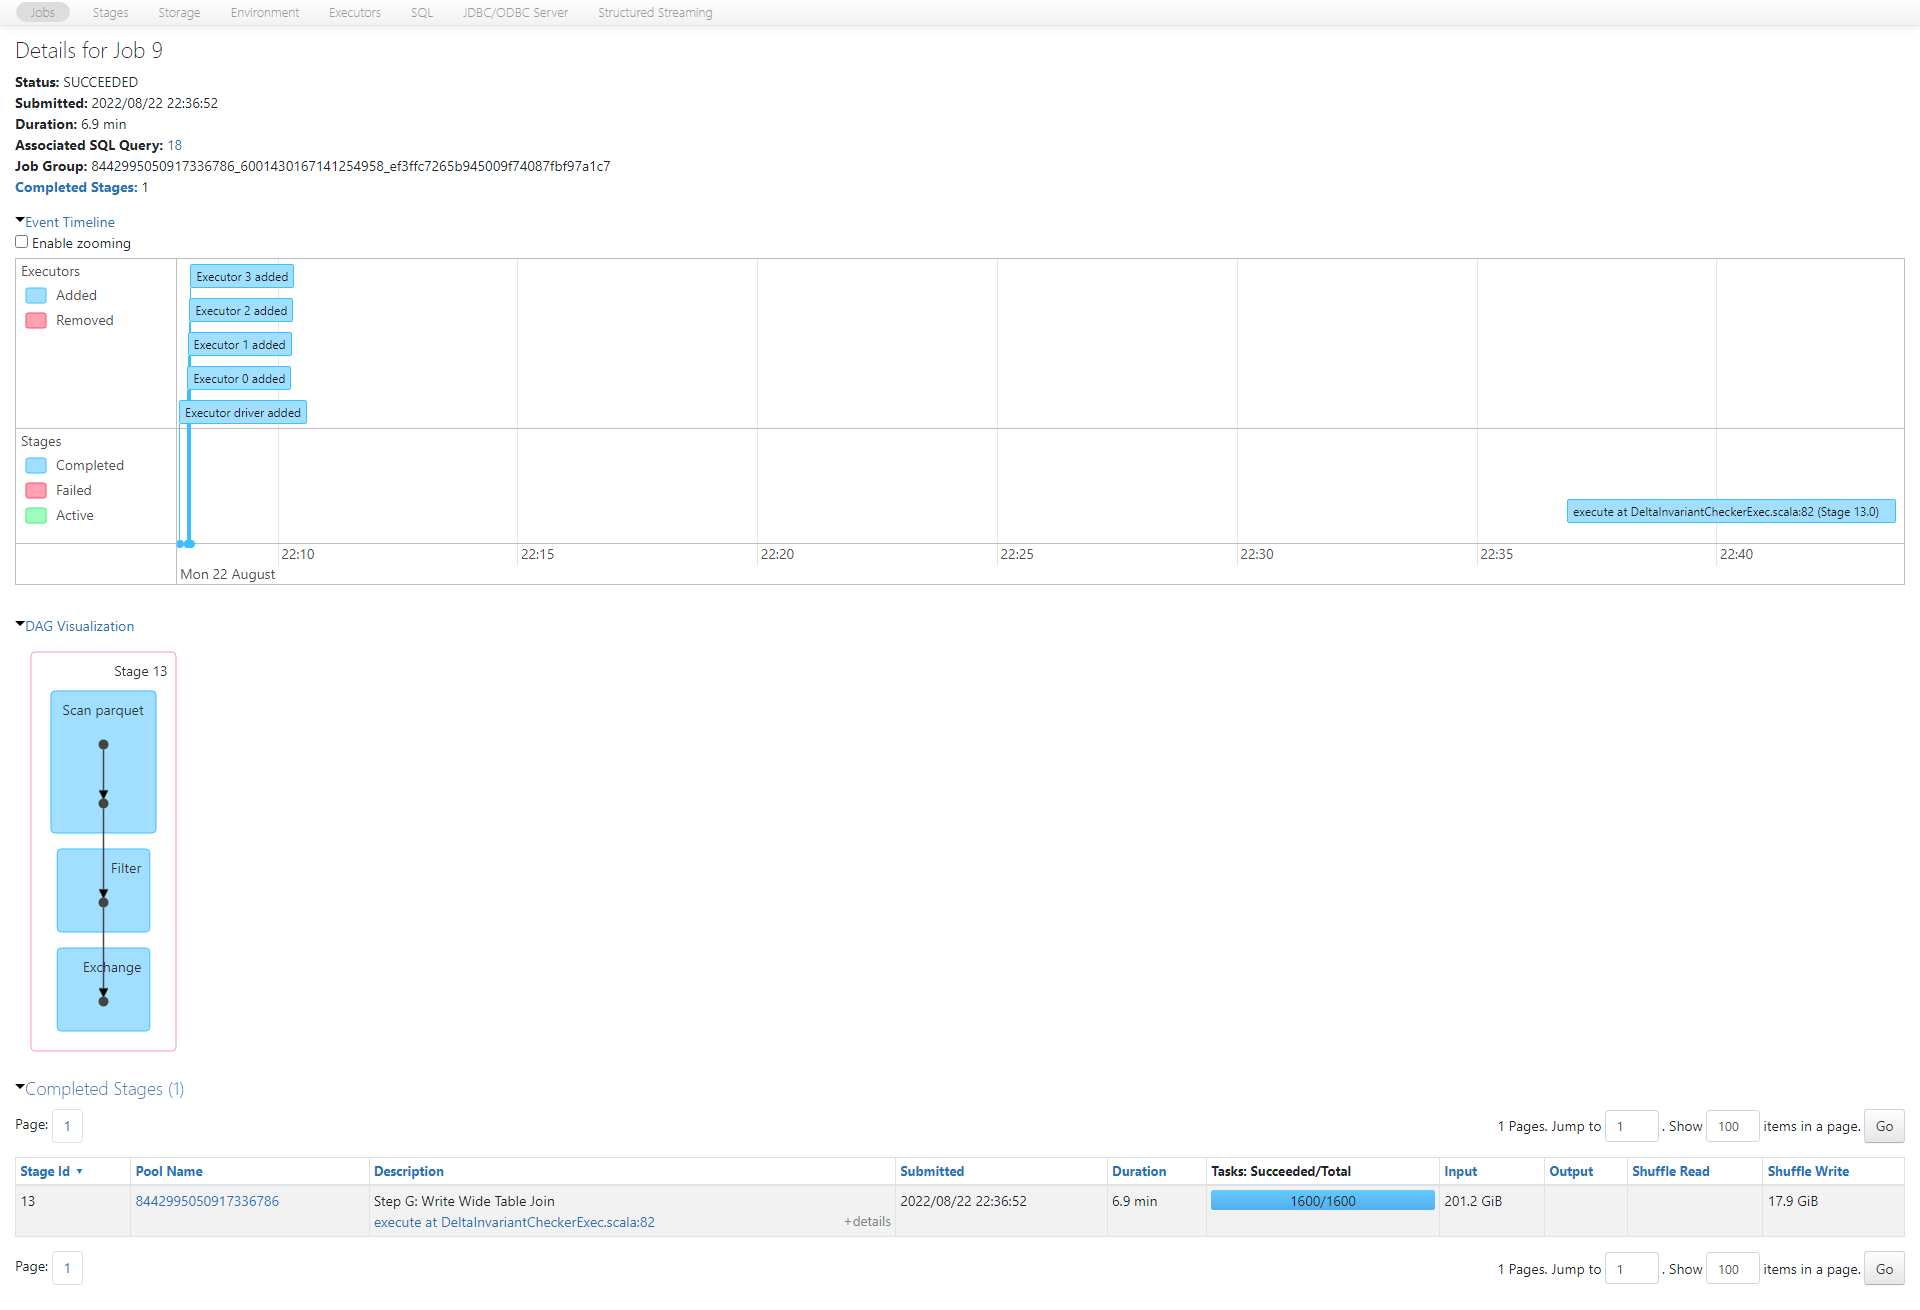 Jobs Stages Storage Environment Executors SQL JDBC/ODBC Server Structured Streaming
Details for Job 9
Status: SUCCEEDED
Submitted: 2022/08/22 22:36:52
Duration: 6.9 min
Associated SQL Query: 18
Job Group: 8442995050917336786_6001430167141254958_ef3ffc7265b945009f74087fbf97a1c7
Completed Stages: 1
Event Timeline
Enable zooming
Executors
Added
Removed
Executor 3 added
Executor 2 added
Executor 1 added
Executor 0 added
Executor driver added
Stages
Completed
Failed
Active
execute at DeltaInvariantCheckerExec.scala:82 (Stage 13.0)
22:10 22:15 22:20 22:25 22:30 22:35 22:40
Mon 22 August
DAG Visualization
Stage 13
Scan parquet
Filter
Exchange
Completed Stages (1)
Page: 1 1 Pages. Jump to 1 . Show 100 items in a page. Go
Stage Id ▾ Pool Name Description Submitted Duration Tasks: Succeeded/Total Input Output Shuffle Read Shuffle Write
13 8442995050917336786 Step G: Write Wide Table Join 2022/08/22 22:36:52 6.9 min 1600/1600 201.2 GiB 17.9 GiB
execute at DeltaInvariantCheckerExec.scala:82 +details
Page: 1 1 Pages. Jump to 1 . Show 100 items in a page. Go